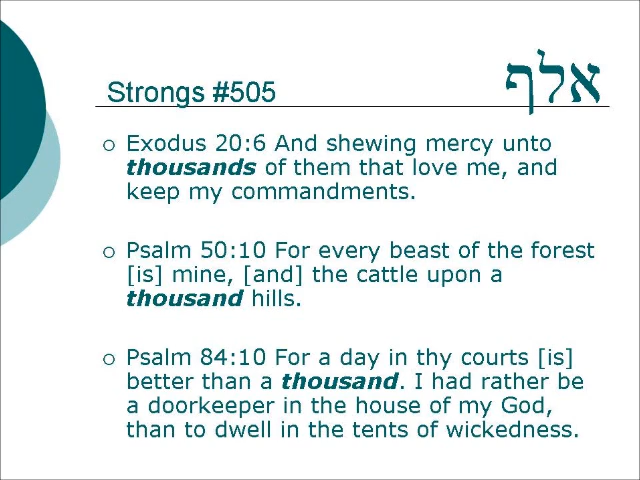 Strongs #505 אלף
Exodus 20:6 And shewing mercy unto
thousands of them that love me, and
keep my commandments.
Psalm 50:10 For every beast of the forest
[is] mine, [and] the cattle upon a
thousand hills.
Psalm 84:10 For a day in thy courts [is]
better than a thousand. I had rather be
a doorkeeper in the house of my God,
than to dwell in the tents of wickedness.